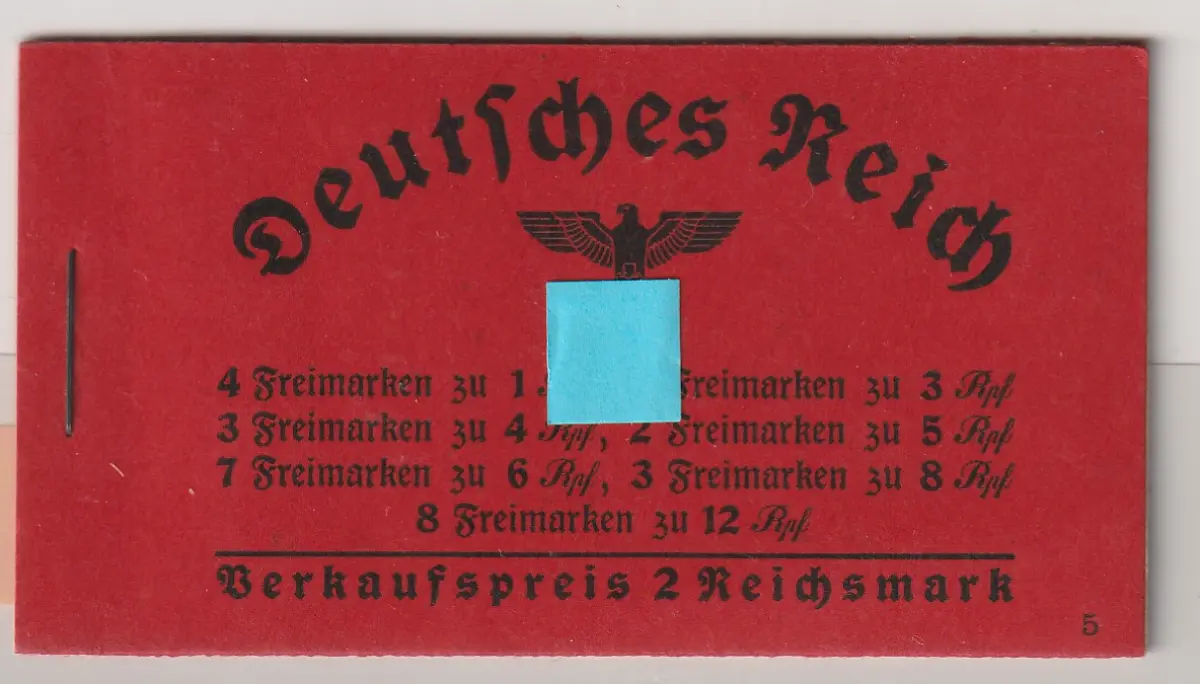 Deutſches Reich
4 Freimarken zu 1 Freimarken zu 3 Rpf
3 Freimarken zu 4 Rpf, 2 Freimarken zu 5 Rpf
7 Freimarken zu 6 Rpf, 3 Freimarken zu 8 Rpf
8 Freimarken zu 12 Rpf
Verkaufspreis 2 Reichsmark
5